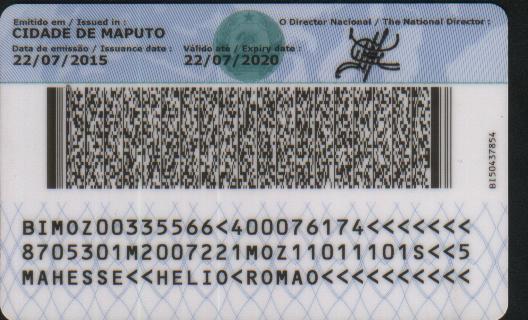 Emitido em / Issued in :
CIDADE DE MAPUTO
O Director Nacional / The National Director :
Data de emissão / Issuance date :
Válido até / Expiry date :
22/07/2015
22/07/2020
BI50437854
BIMOZ00335566<400076174<<<<<<<
8705301M2007221MOZ11011101S<<5
MAHESSE<<HELIO<ROMAO<<<<<<<<<<